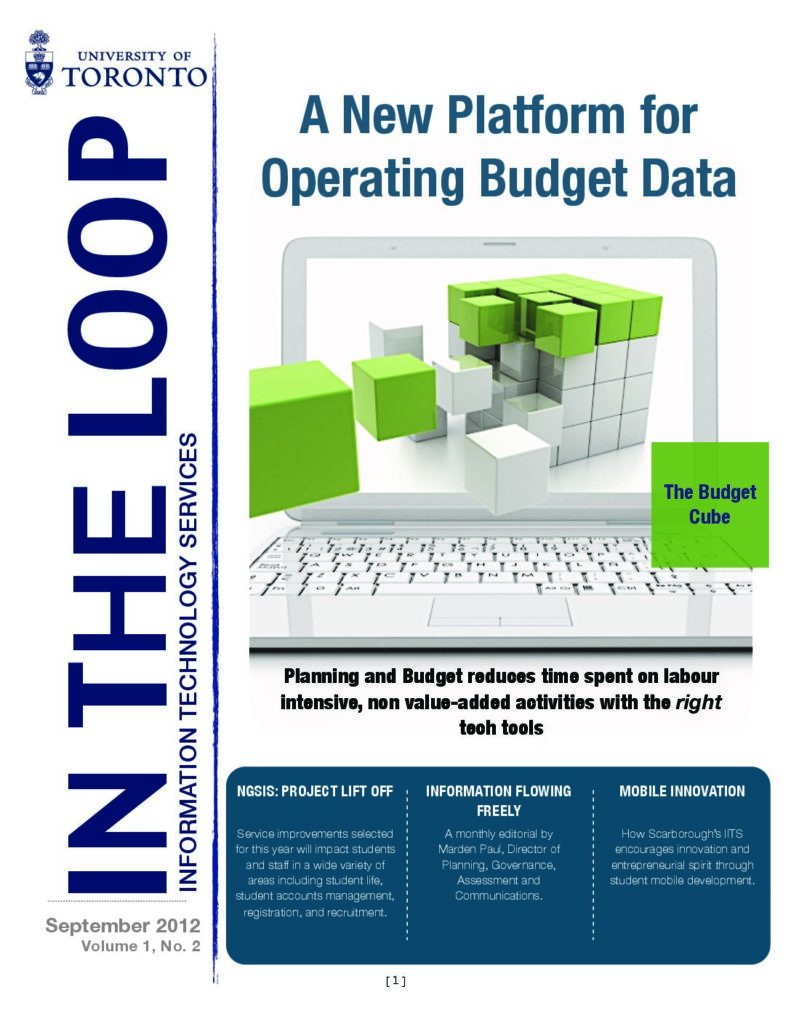 UNIVERSITY OF
TORONTO
IN THE LOOP
INFORMATION TECHNOLOGY SERVICES
September 2012
Volume 1, No. 2
A New Platform for
Operating Budget Data
The Budget
Cube
Planning and Budget reduces time spent on labour
intensive, non value-added activities with the right
tech tools
NGSIS: PROJECT LIFT OFF
Service improvements selected
for this year will impact students
and staff in a wide variety of
areas including student life,
student accounts management,
registration, and recruitment.
INFORMATION FLOWING
FREELY
A monthly editorial by
Marden Paul, Director of
Planning, Governance,
Assessment and
Communications.
MOBILE INNOVATION
How Scarborough's IITS
encourages innovation and
entrepreneurial spirit through
student mobile development.
[1]